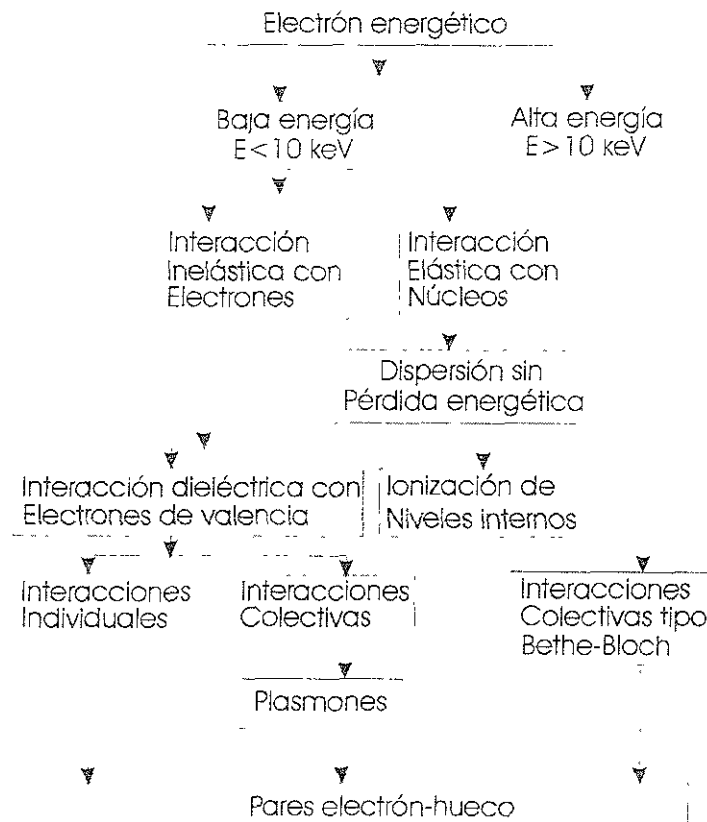 Electrón energético
Baja energía
E<10 keV
Alta energía
E>10 keV
Interacción
Inelástica con
Electrones
Interacción
Elástica con
Núcleos
Dispersión sin
Pérdida energética
Interacción dieléctrica con
Electrones de valencia
Ionización de
Niveles internos
Interacciones
Individuales
Interacciones
Colectivas
Interacciones
Colectivas tipo
Bethe-Bloch
Plasmones
Pares electrón-hueco